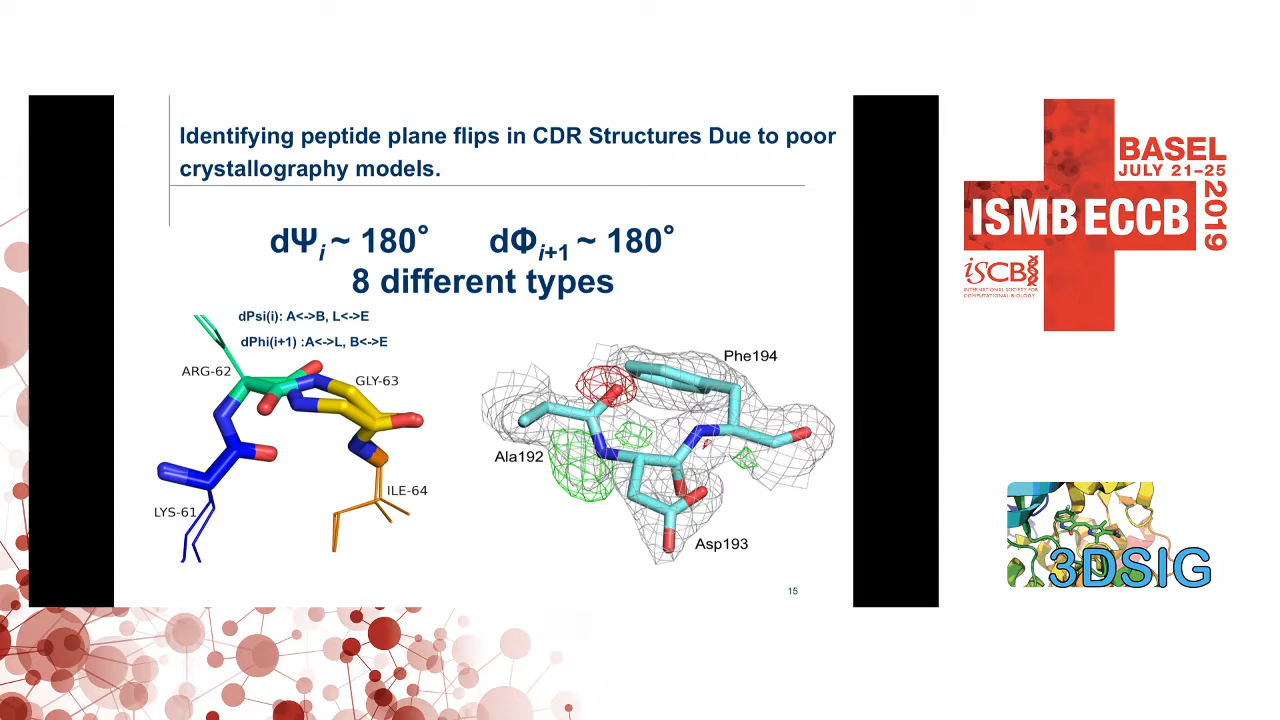 Identifying peptide plane flips in CDR Structures Due to poor
crystallography models.
dΨi ~ 180° dΦi+1 ~ 180°
8 different types
dPsi(i): A<->B, L<->E
dPhi(i+1) :A<->L, B<->E
ARG-62
GLY-63
LYS-61
ILE-64
Phe194
Ala192
Asp193
15
BASEL
JULY 21–25
2019
ISMB ECCB
ISCB
INTERNATIONAL SOCIETY FOR
COMPUTATIONAL BIOLOGY
3DSIG